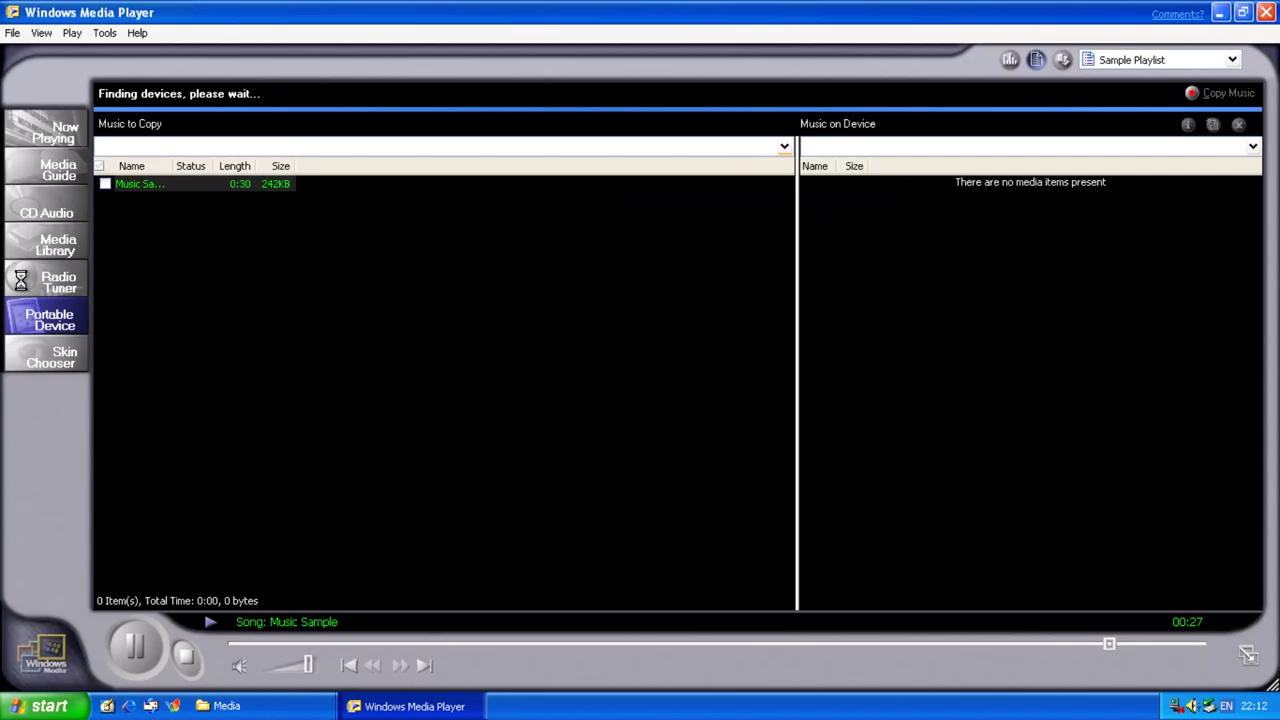 Windows Media Player
Comments?
File View Play Tools Help
Sample Playlist
Finding devices, please wait...
Copy Music
Music to Copy
Music on Device
Name Status Length Size
Name Size
Music Sa... 0:30 242KB
There are no media items present
Now
Playing
Media
Guide
CD Audio
Media
Library
Radio
Tuner
Portable
Device
Skin
Chooser
0 Item(s), Total Time: 0:00, 0 bytes
Song: Music Sample
00:27
Windows
Media
start
Media
Windows Media Player
EN
22:12